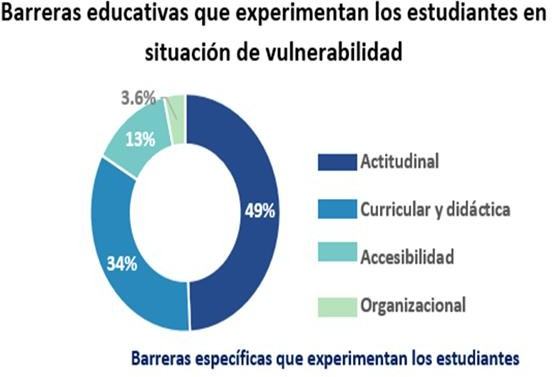 Barreras educativas que experimentan los estudiantes en
situación de vulnerabilidad
3.6%
13%
49%
34%
Actitudinal
Curricular y didáctica
Accesibilidad
Organizacional
Barreras específicas que experimentan los estudiantes